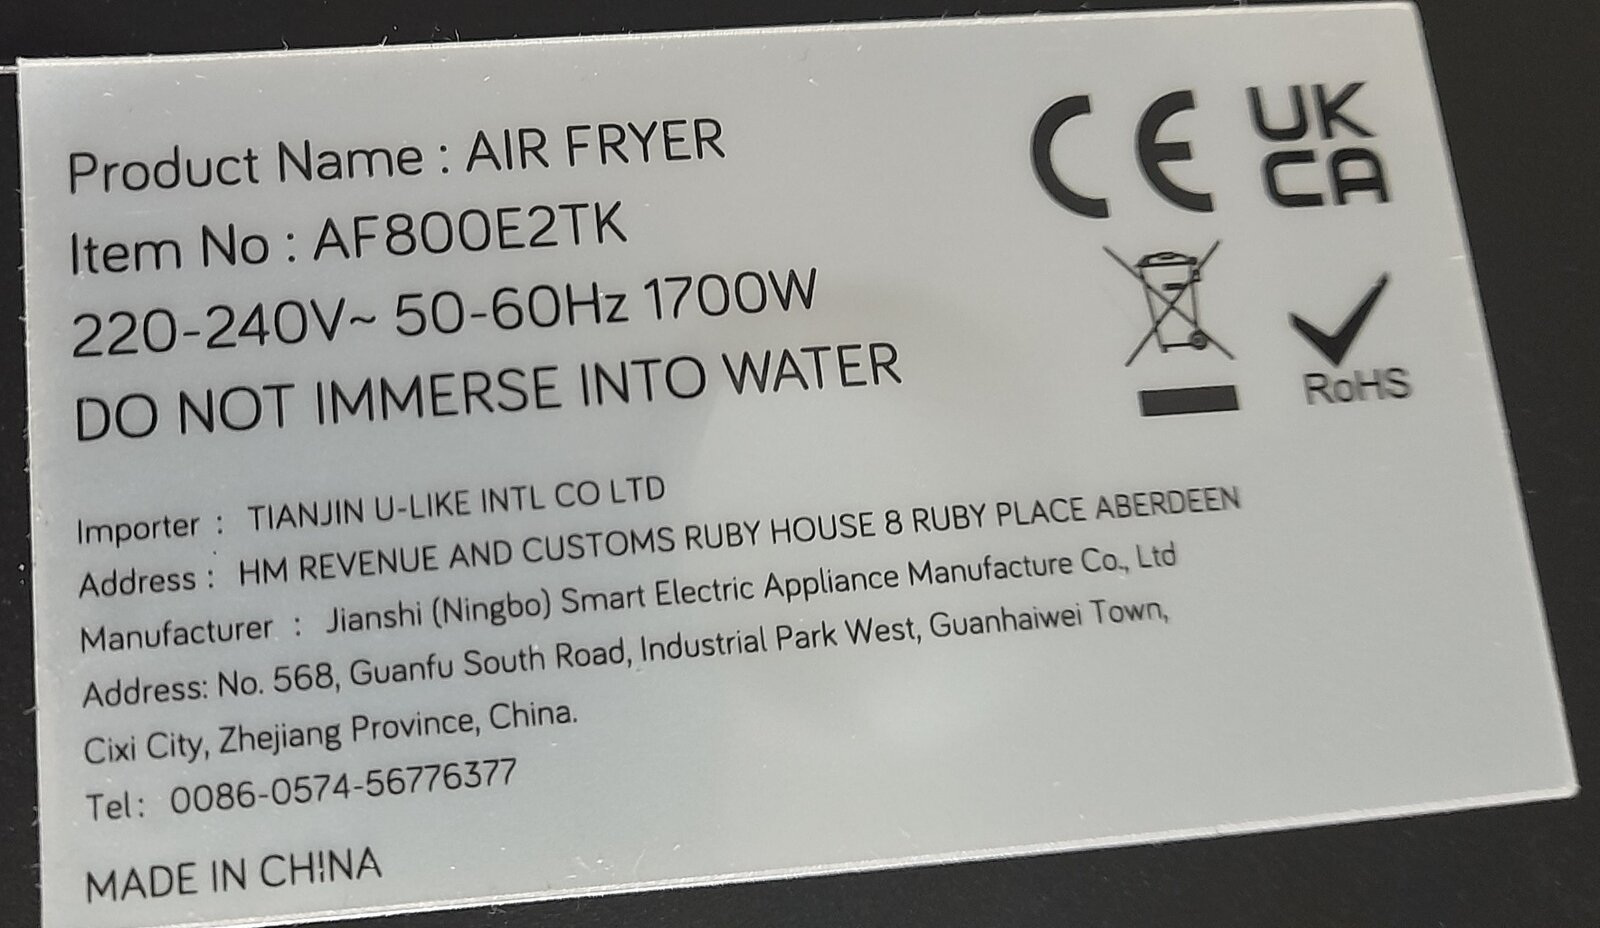 Product Name : AIR FRYER
Item No : AF800E2TK
220-240V~ 50-60Hz 1700W
DO NOT IMMERSE INTO WATER
CE
UK
CA
RoHS
Importer : TIANJIN U-LIKE INTL CO LTD
Address : HM REVENUE AND CUSTOMS RUBY HOUSE 8 RUBY PLACE ABERDEEN
Manufacturer : Jianshi (Ningbo) Smart Electric Appliance Manufacture Co., Ltd
Address: No. 568, Guanfu South Road, Industrial Park West, Guanhaiwei Town,
Cixi City, Zhejiang Province, China.
Tel: 0086-0574-56776377
MADE IN CHINA